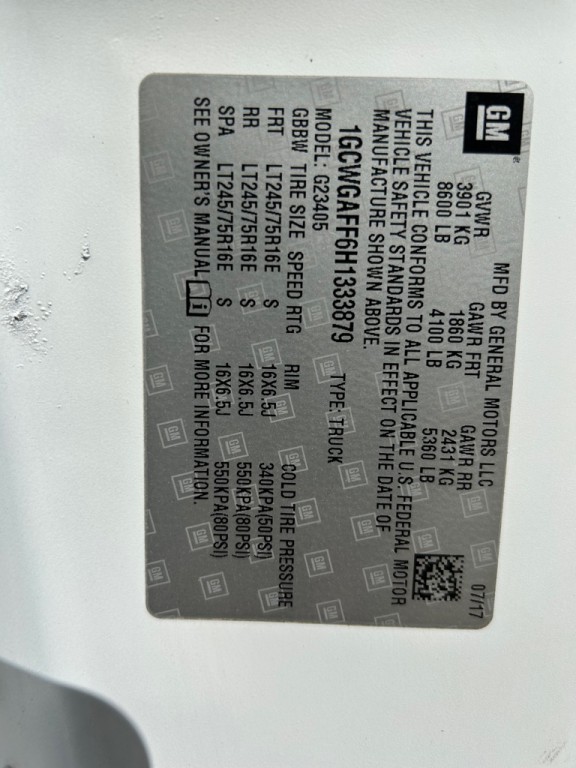 GM
MFD BY GENERAL MOTORS LLC 07/17
GVWR GAWR FRT GAWR RR
3901 KG 1860 KG 2431 KG
8600 LB 4100 LB 5360 LB
THIS VEHICLE CONFORMS TO ALL APPLICABLE U.S. FEDERAL MOTOR
VEHICLE SAFETY STANDARDS IN EFFECT ON THE DATE OF
MANUFACTURE SHOWN ABOVE.
1GCWGAFF6H1333879 TYPE: TRUCK
MODEL: G23405
GBBW TIRE SIZE SPEED RTG RIM COLD TIRE PRESSURE
FRT LT245/75R16E S 16X6.5J 340KPA(50PSI)
RR LT245/75R16E S 16X6.5J 550KPA(80PSI)
SPA LT245/75R16E S 16X6.5J 550KPA(80PSI)
SEE OWNER'S MANUAL i FOR MORE INFORMATION.